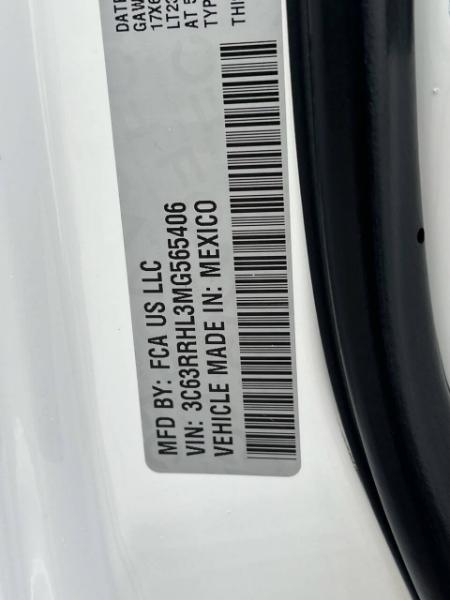 MFD BY: FCA US LLC
VIN: 3C63RRHL3MG565406
VEHICLE MADE IN: MEXICO